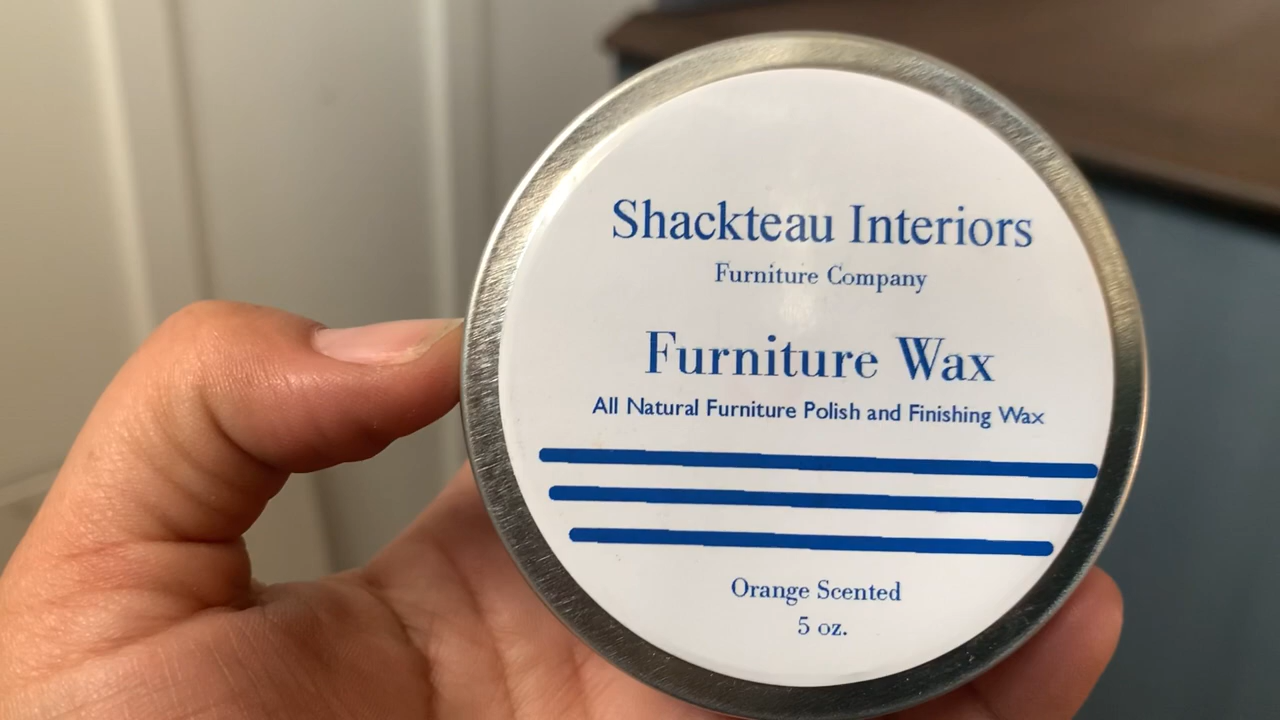 Shackteau Interiors
Furniture Company
Furniture Wax
All Natural Furniture Polish and Finishing Wax
Orange Scented
5 oz.